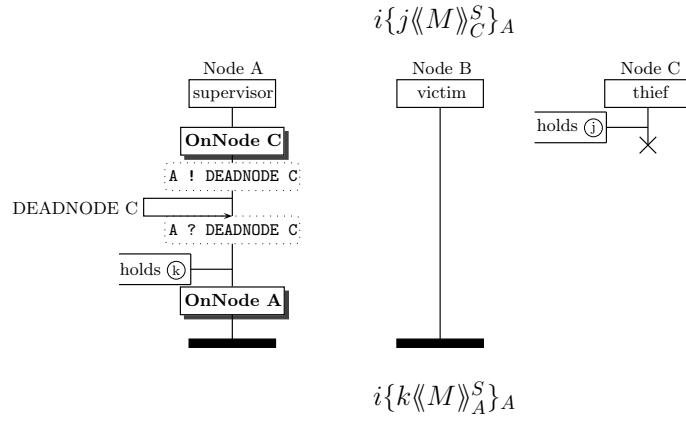 i{j⟪M⟫^S_C}_A
Node A Node B Node C
supervisor victim thief
holds j
OnNode C
A ! DEADNODE C
DEADNODE C
A ? DEADNODE C
holds k
OnNode A
i{k⟪M⟫^S_A}_A